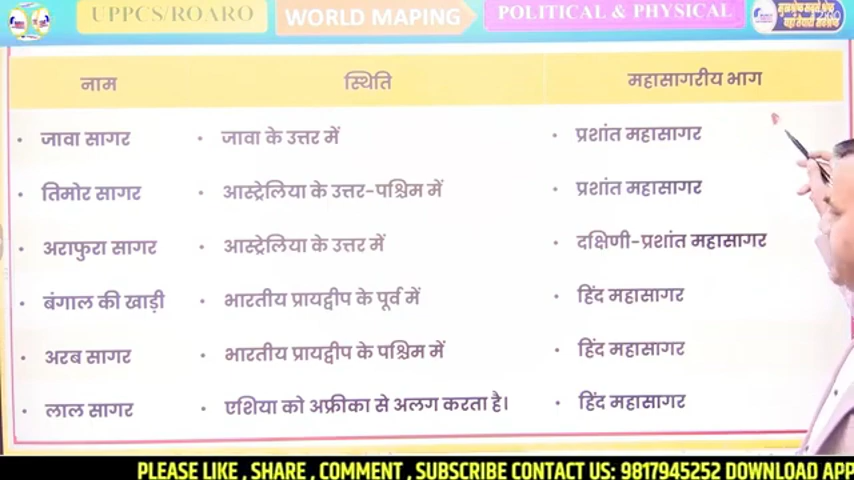 UPPCS/ROARO WORLD MAPING POLITICAL & PHYSICAL
नाम स्थिति महासागरीय भाग
• जावा सागर • जावा के उत्तर में • प्रशांत महासागर
• तिमोर सागर • आस्ट्रेलिया के उत्तर-पश्चिम में • प्रशांत महासागर
• अराफुरा सागर • आस्ट्रेलिया के उत्तर में • दक्षिणी-प्रशांत महासागर
• बंगाल की खाड़ी • भारतीय प्रायद्वीप के पूर्व में • हिंद महासागर
• अरब सागर • भारतीय प्रायद्वीप के पश्चिम में • हिंद महासागर
• लाल सागर • एशिया को अफ्रीका से अलग करता है। • हिंद महासागर
PLEASE LIKE , SHARE , COMMENT , SUBSCRIBE CONTACT US: 9817945252 DOWNLOAD APP